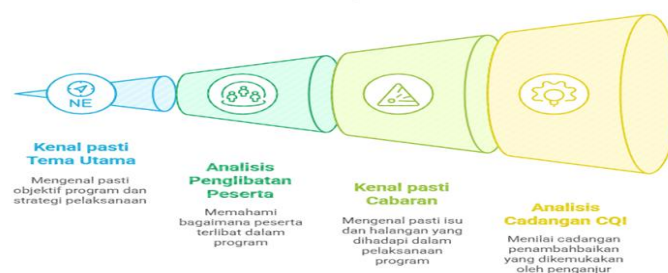 NE
Kenal pasti
Tema Utama
Mengenal pasti
objektif program dan
strategi pelaksanaan
Analisis
Penglibatan
Peserta
Memahami
bagaimana peserta
terlibat dalam
program
Kenal pasti
Cabaran
Mengenal pasti isu
dan halangan yang
dihadapi dalam
pelaksanaan
program
Analisis
Cadangan CQI
Menilai cadangan
penambahbaikan
yang dikemukakan
oleh penganjur